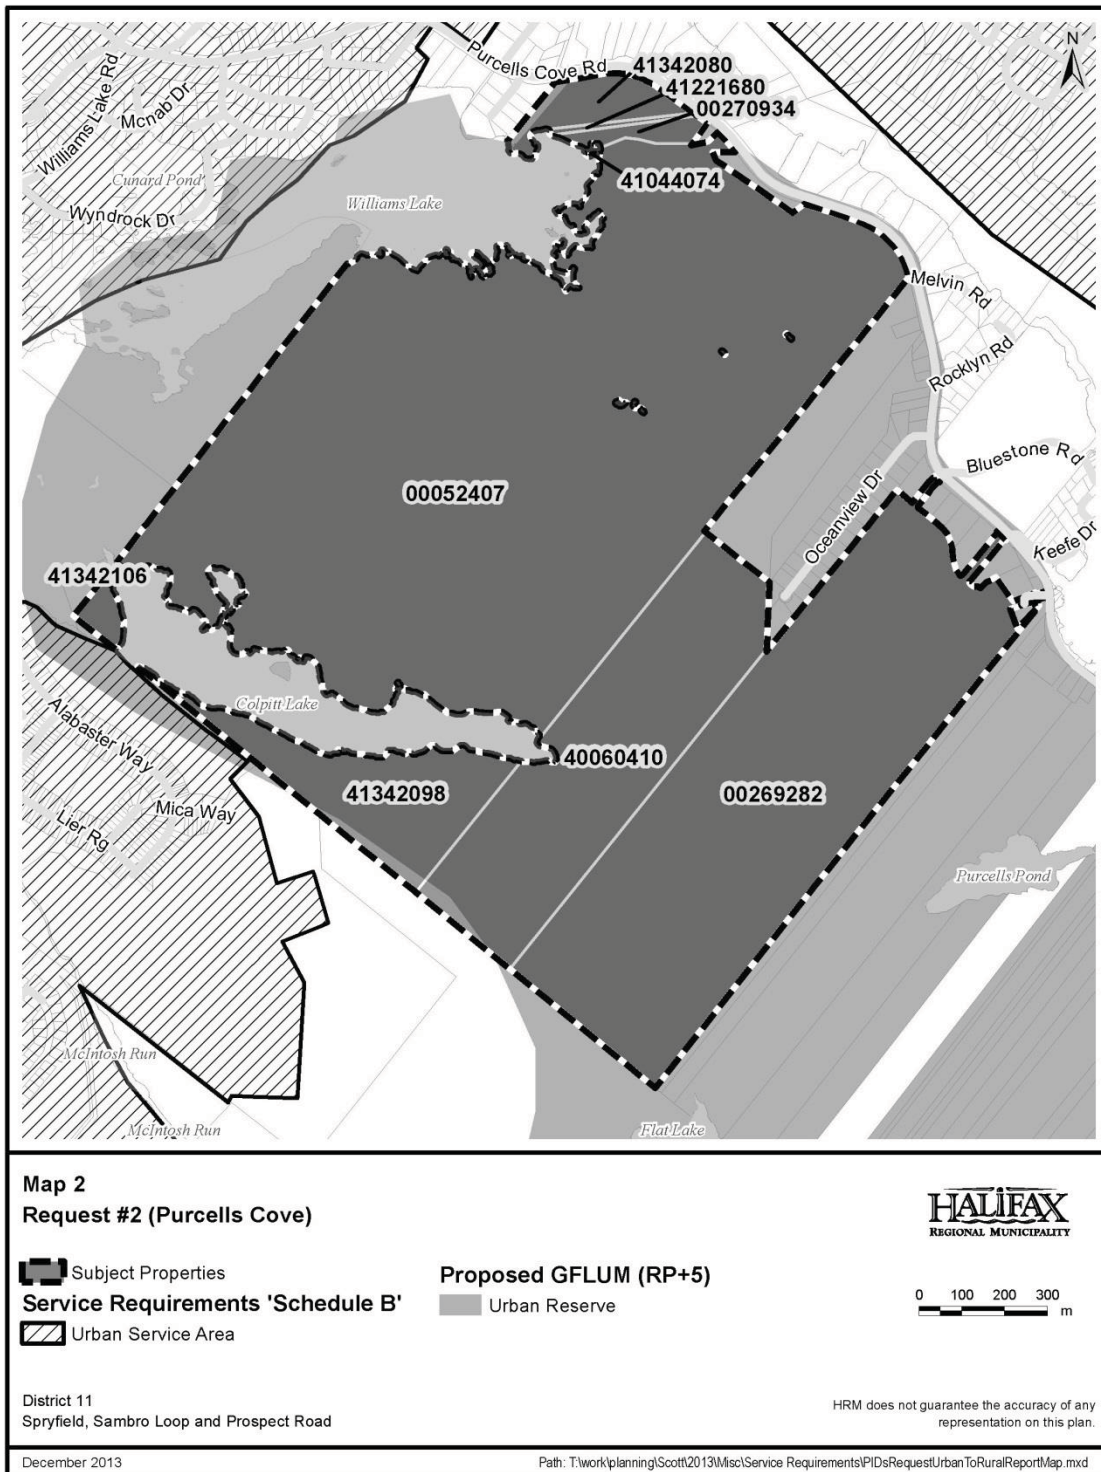 N
Purcells Cove Rd
41342080
41221680
00270934
41044074
Williams Lake Rd
Mcnab Dr
Cunard Pond
Wyndrock Dr
Williams Lake
Melvin Rd
Rocklyn Rd
Bluestone Rd
Keefe Dr
Oceanview Dr
00052407
41342106
Colpitt Lake
Alabaster Way
Mica Way
Lier Rg
41342098
40060410
00269282
Purcells Pond
McIntosh Run
McIntosh Run
Flat Lake
Map 2
Request #2 (Purcells Cove)
HALIFAX
REGIONAL MUNICIPALITY
Subject Properties
Service Requirements 'Schedule B'
Urban Service Area
Proposed GFLUM (RP+5)
Urban Reserve
0 100 200 300
m
District 11
Spryfield, Sambro Loop and Prospect Road
HRM does not guarantee the accuracy of any
representation on this plan.
December 2013
Path: T:\work\planning\Scott\2013\Misc\Service Requirements\PIDsRequestUrbanToRuralReportMap.mxd